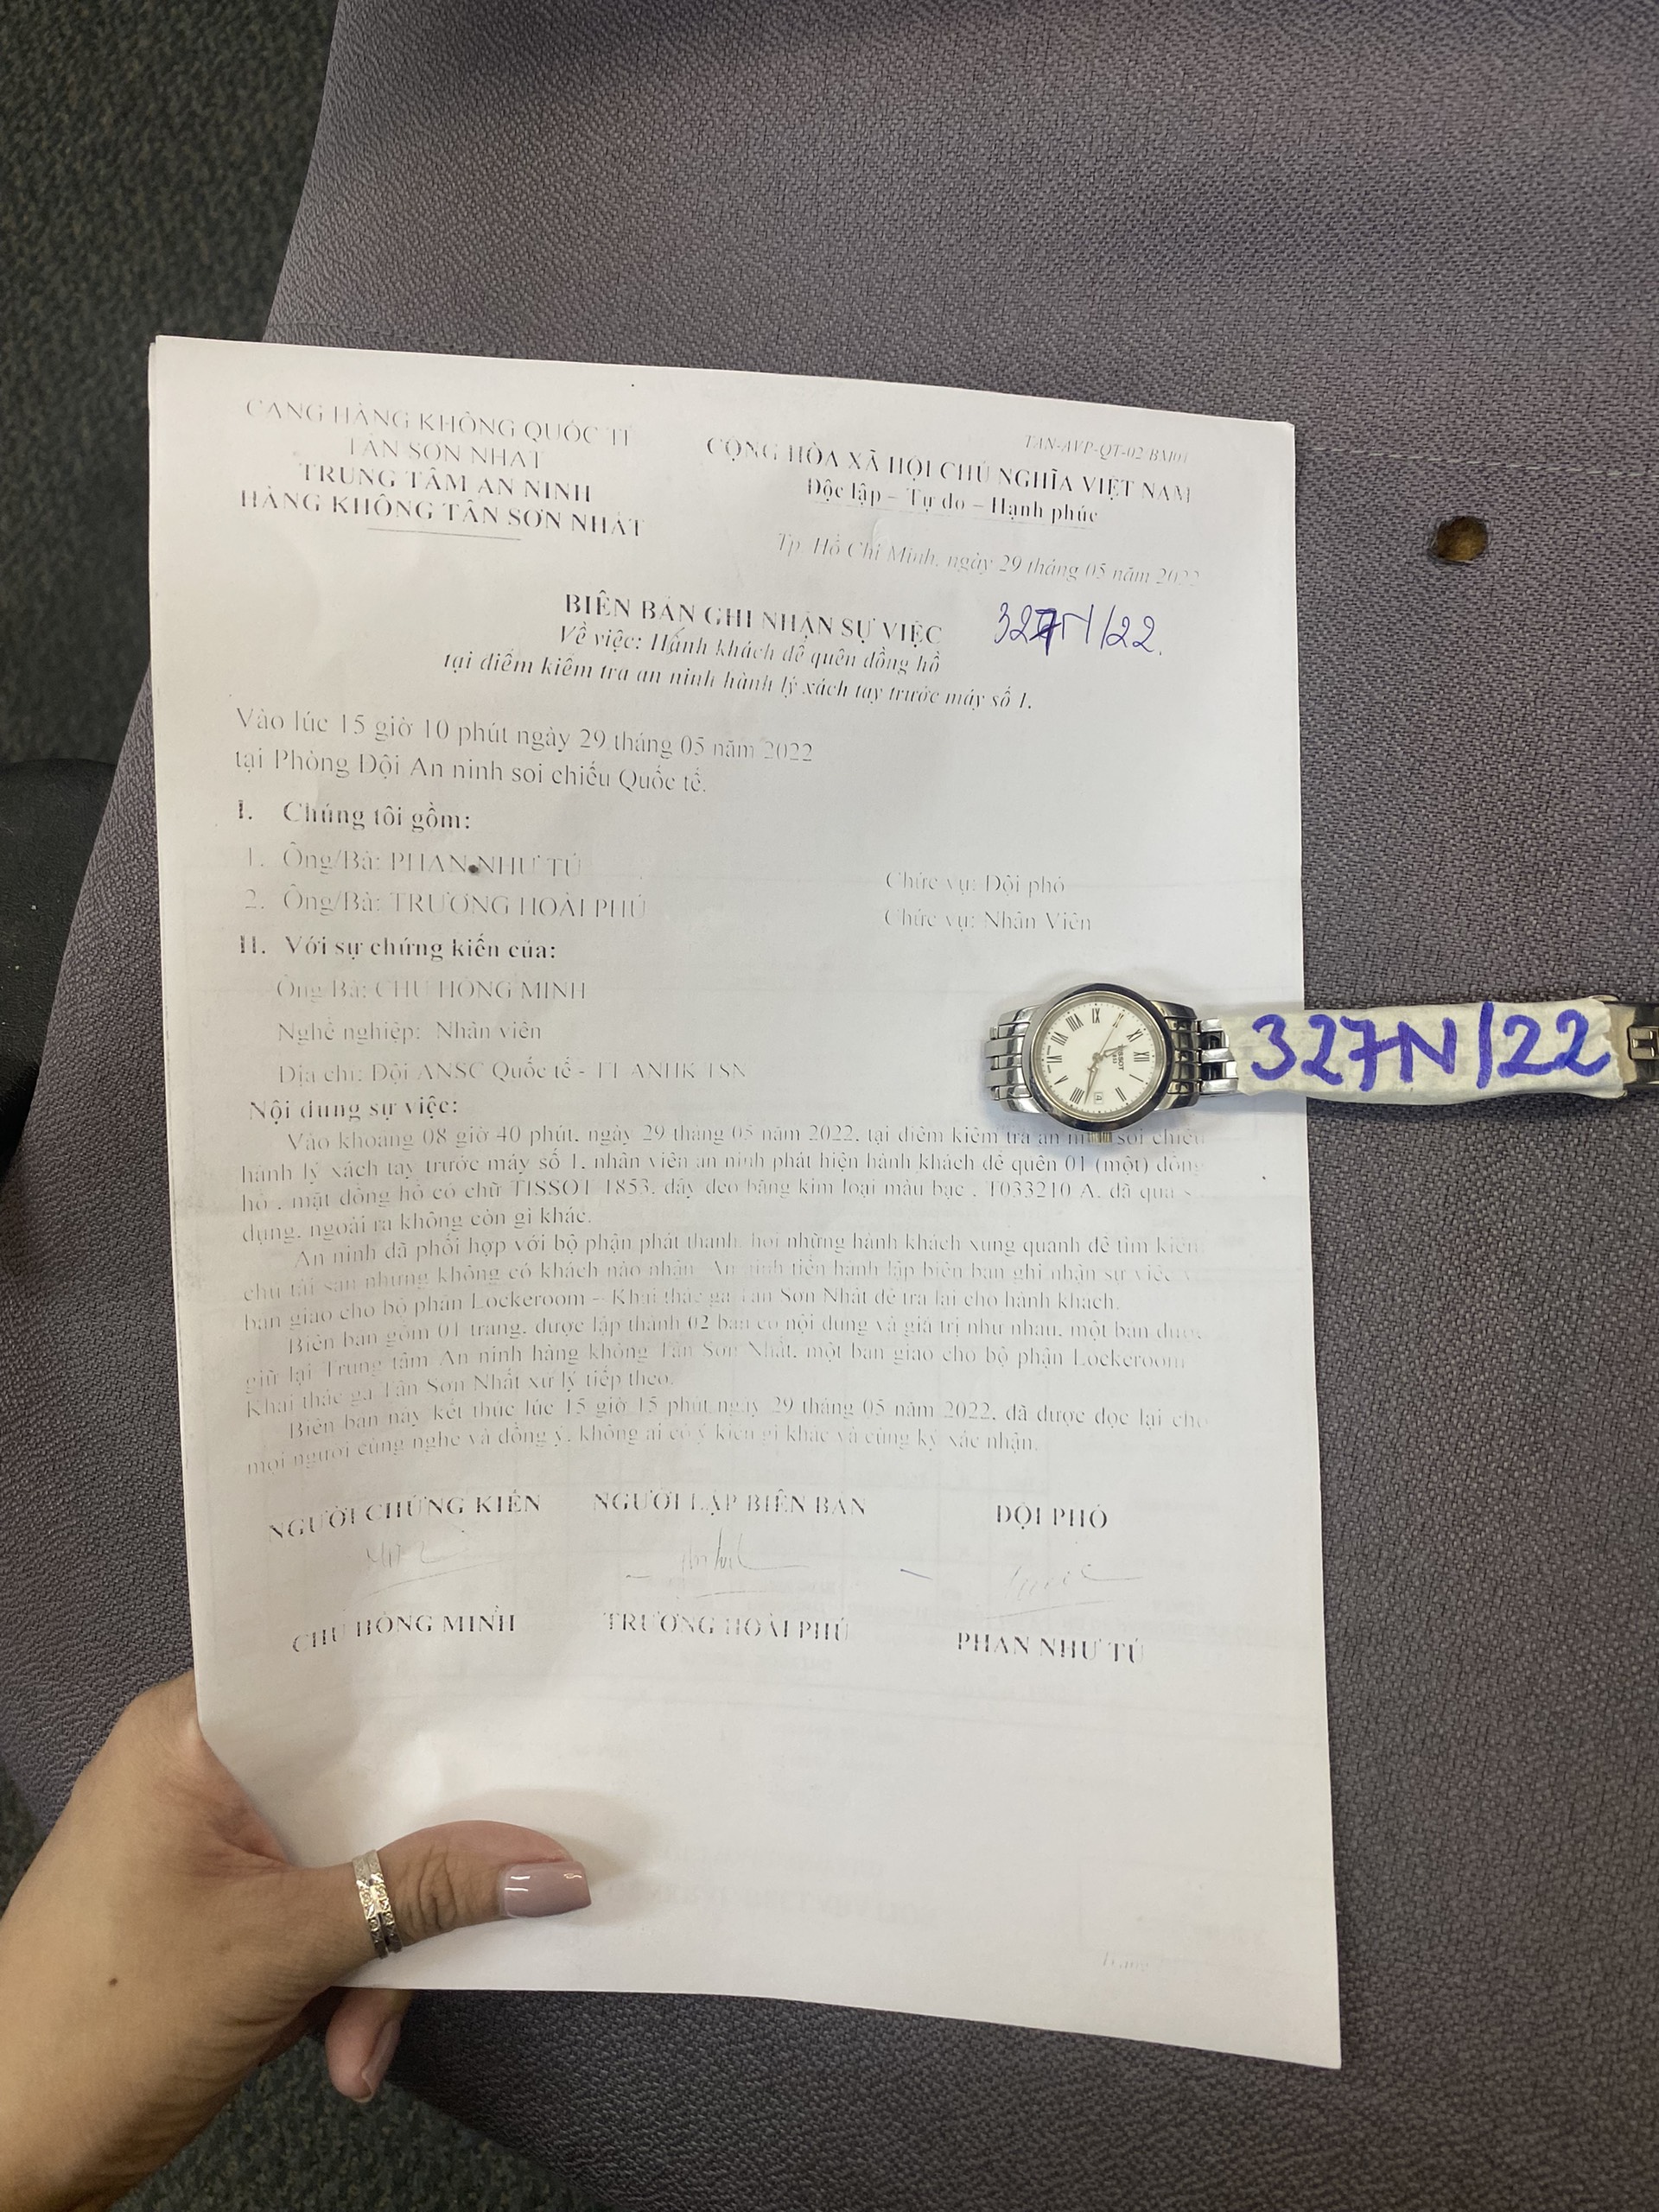 CẢNG HÀNG KHÔNG QUỐC TẾ
TÂN SƠN NHẤT
TRUNG TÂM AN NINH
HÀNG KHÔNG TÂN SƠN NHẤT
TAN-AVP-QT-02/BM01
CỘNG HÒA XÃ HỘI CHỦ NGHĨA VIỆT NAM
Độc lập – Tự do – Hạnh phúc
Tp. Hồ Chí Minh, ngày 29 tháng 05 năm 2022
BIÊN BẢN GHI NHẬN SỰ VIỆC
327N/22.
Về việc: Hành khách để quên đồng hồ
tại điểm kiểm tra an ninh hành lý xách tay trước máy số 1.
Vào lúc 15 giờ 10 phút ngày 29 tháng 05 năm 2022
tại Phòng Đội An ninh soi chiếu Quốc tế.
I. Chúng tôi gồm:
1. Ông/Bà: PHAN NHƯ TÚ Chức vụ: Đội phó
2. Ông/Bà: TRƯƠNG HOÀI PHÚ Chức vụ: Nhân Viên
II. Với sự chứng kiến của:
Ông/Bà: CHU HỒNG MINH
Nghề nghiệp: Nhân viên
Địa chỉ: Đội ANSC Quốc tế - TT ANHK TSN
TISSOT
1853
327N/22
Nội dung sự việc:
Vào khoảng 08 giờ 40 phút, ngày 29 tháng 05 năm 2022, tại điểm kiểm tra an ninh soi chiếu
hành lý xách tay trước máy số 1, nhân viên an ninh phát hiện hành khách để quên 01 (một) đồng
hồ , mặt đồng hồ có chữ TISSOT 1853, dây đeo bằng kim loại màu bạc , T033210 A, đã qua
dụng, ngoài ra không còn gì khác.
An ninh đã phối hợp với bộ phận phát thanh, hỏi những hành khách xung quanh để tìm kiếm
chủ tài sản nhưng không có khách nào nhận. An ninh tiến hành lập biên bản ghi nhận sự việc
bàn giao cho bộ phận Lockeroom – Khai thác ga Tân Sơn Nhất để trả lại cho hành khách.
Biên bản gồm 01 trang, được lập thành 02 bản có nội dung và giá trị như nhau, một bản được
giữ lại Trung tâm An ninh hàng không Tân Sơn Nhất, một bản giao cho bộ phận Lockeroom
Khai thác ga Tân Sơn Nhất xử lý tiếp theo.
Biên bản này kết thúc lúc 15 giờ 15 phút ngày 29 tháng 05 năm 2022, đã được đọc lại cho
mọi người cùng nghe và đồng ý, không ai có ý kiến gì khác và cùng ký xác nhận.
NGƯỜI CHỨNG KIẾN NGƯỜI LẬP BIÊN BẢN ĐỘI PHÓ
CHU HỒNG MINH TRƯƠNG HOÀI PHÚ PHAN NHƯ TÚ
Trang